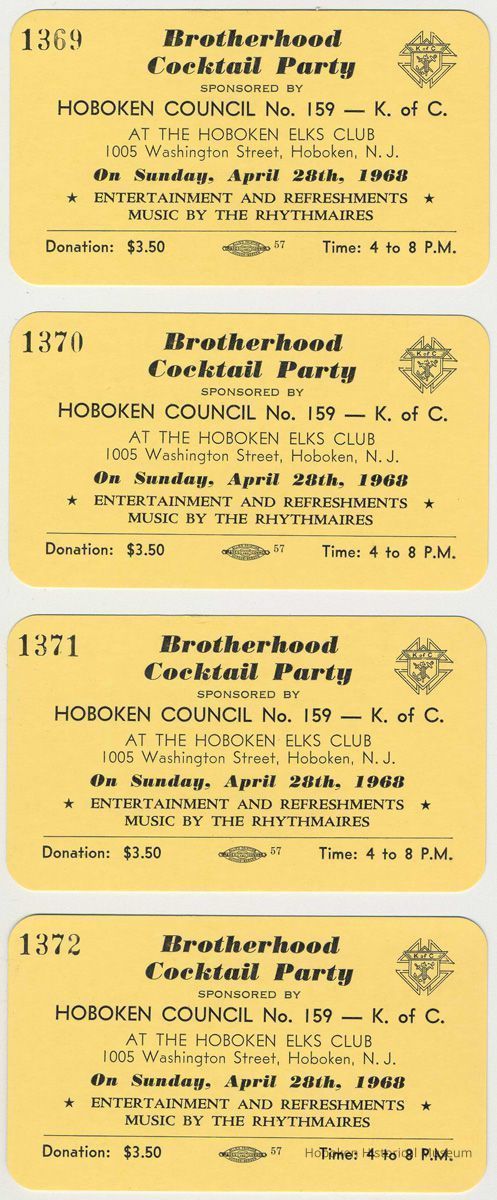 1369
Brotherhood
Cocktail Party
K of C
SPONSORED BY
HOBOKEN COUNCIL No. 159 — K. of C.
AT THE HOBOKEN ELKS CLUB
1005 Washington Street, Hoboken, N. J.
On Sunday, April 28th, 1968
★ ENTERTAINMENT AND REFRESHMENTS ★
MUSIC BY THE RHYTHMAIRES
Donation: $3.50 57 Time: 4 to 8 P.M.
1370
Brotherhood
Cocktail Party
K of C
SPONSORED BY
HOBOKEN COUNCIL No. 159 — K. of C.
AT THE HOBOKEN ELKS CLUB
1005 Washington Street, Hoboken, N. J.
On Sunday, April 28th, 1968
★ ENTERTAINMENT AND REFRESHMENTS ★
MUSIC BY THE RHYTHMAIRES
Donation: $3.50 57 Time: 4 to 8 P.M.
1371
Brotherhood
Cocktail Party
K of C
SPONSORED BY
HOBOKEN COUNCIL No. 159 — K. of C.
AT THE HOBOKEN ELKS CLUB
1005 Washington Street, Hoboken, N. J.
On Sunday, April 28th, 1968
★ ENTERTAINMENT AND REFRESHMENTS ★
MUSIC BY THE RHYTHMAIRES
Donation: $3.50 57 Time: 4 to 8 P.M.
1372
Brotherhood
Cocktail Party
K of C
SPONSORED BY
HOBOKEN COUNCIL No. 159 — K. of C.
AT THE HOBOKEN ELKS CLUB
1005 Washington Street, Hoboken, N. J.
On Sunday, April 28th, 1968
★ ENTERTAINMENT AND REFRESHMENTS ★
MUSIC BY THE RHYTHMAIRES
Donation: $3.50 57 Time: 4 to 8 P.M.
Hoboken Historical Museum